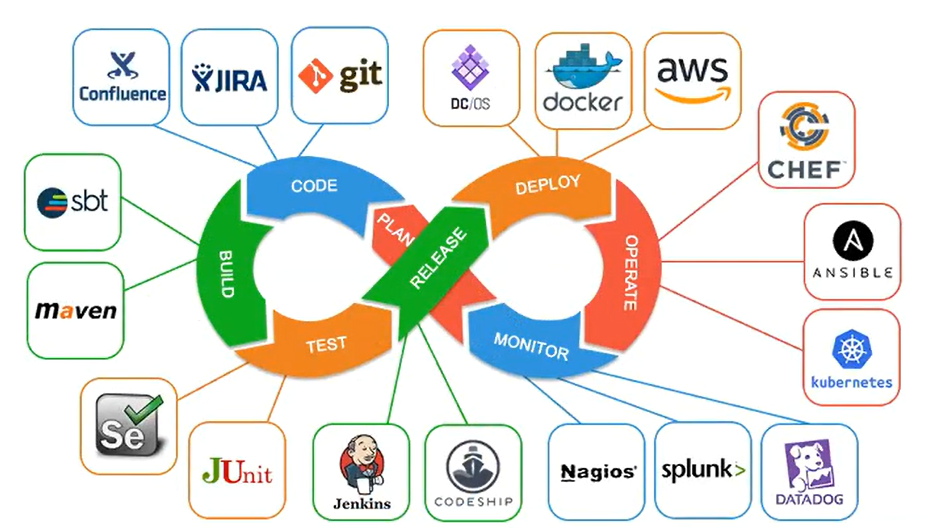 Confluence
JIRA
git
DC/OS
docker
aws
CHEF™
sbt
CODE
DEPLOY
PLAN
ANSIBLE
BUILD
RELEASE
OPERATE
maven
TEST
MONITOR
kubernetes
Se
JUnit
Jenkins
CODESHIP
Nagios®
splunk>
DATADOG